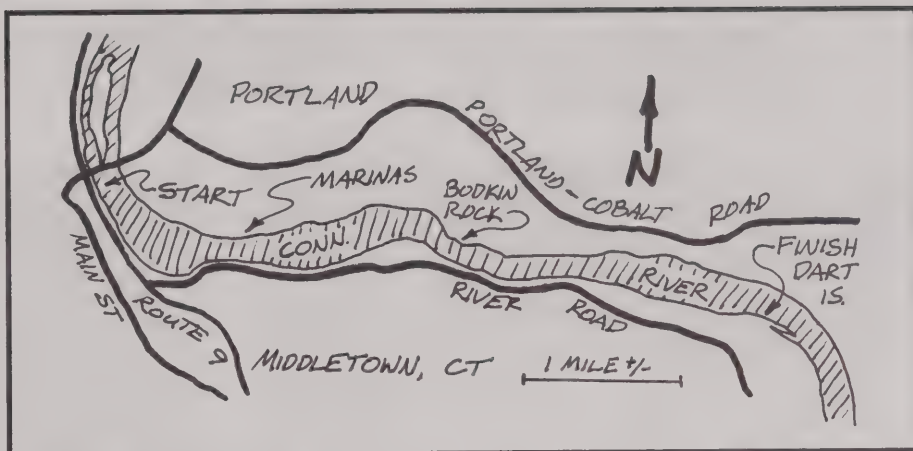 PORTLAND
PORTLAND-COBALT ROAD
START
MARINAS
BODKIN
ROCK
N
CONN. RIVER
FINISH
DART
IS.
MAIN ST
ROUTE 9
RIVER ROAD
MIDDLETOWN, CT
1 MILE +/-